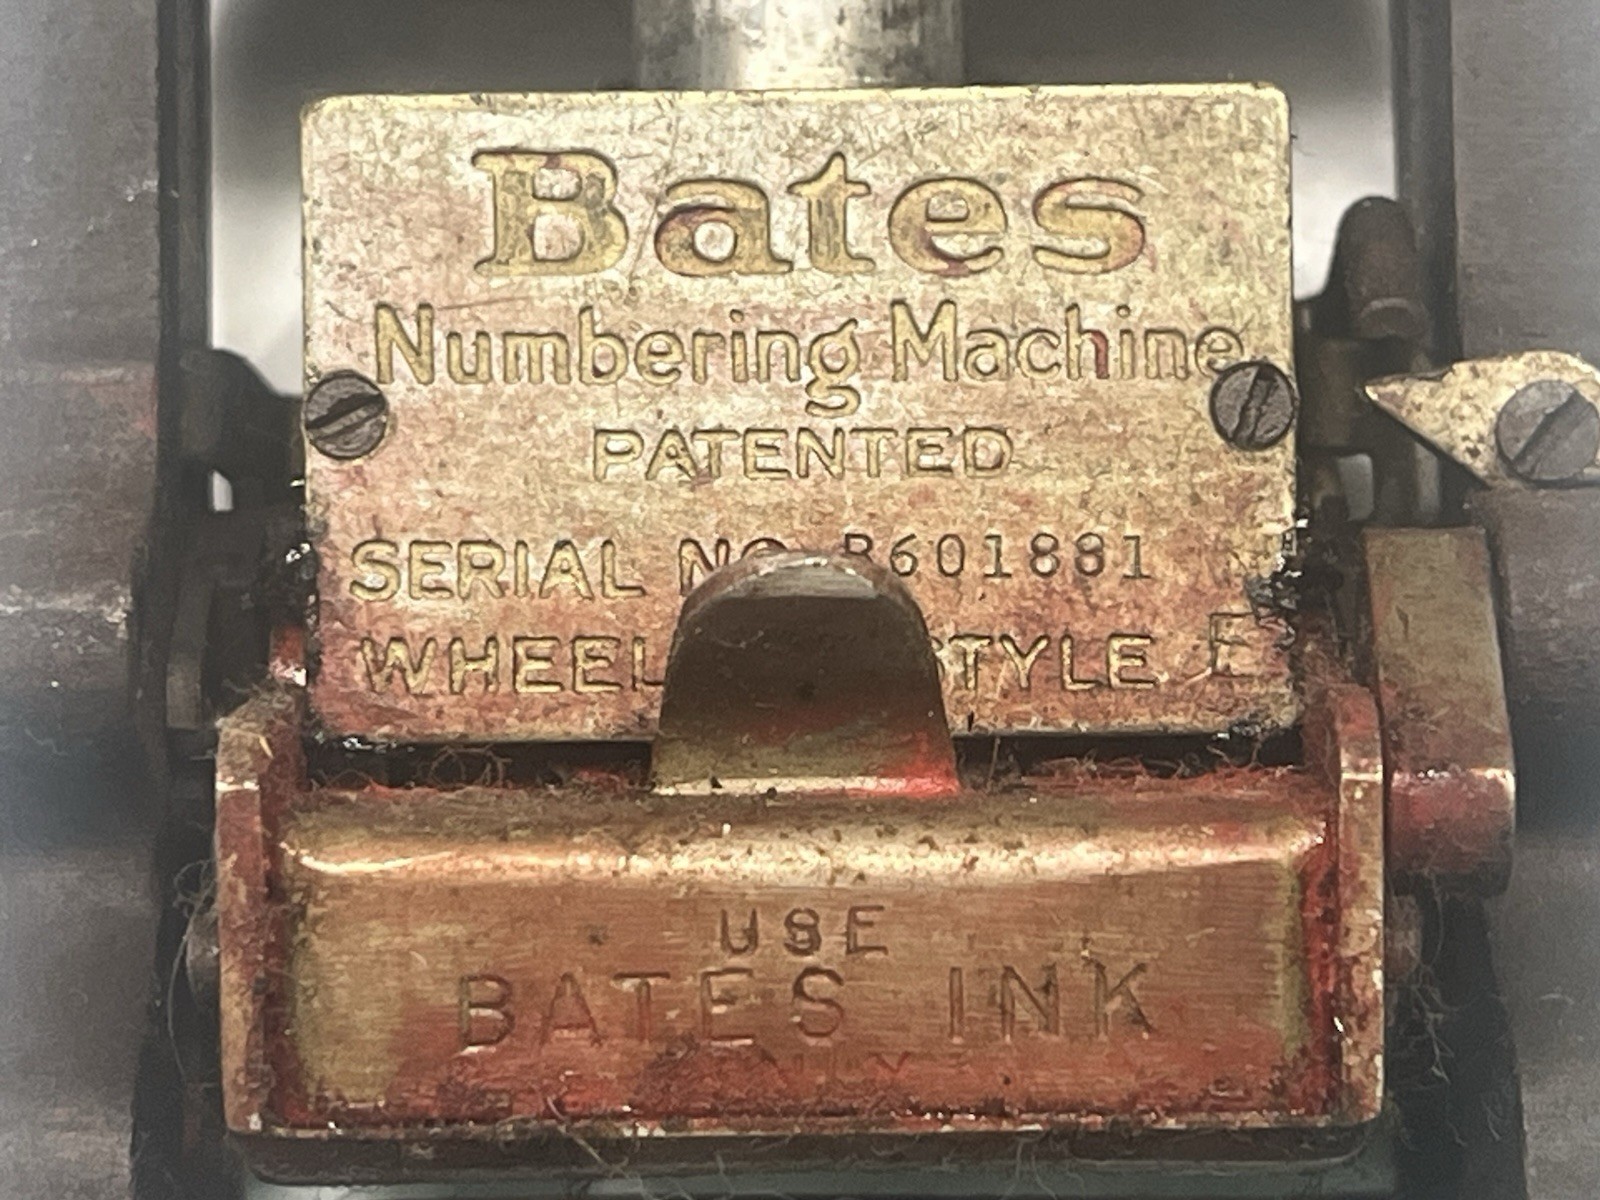 Bates
Numbering Machine
PATENTED
SERIAL NO B601881
WHEEL STYLE E
USE
BATES INK